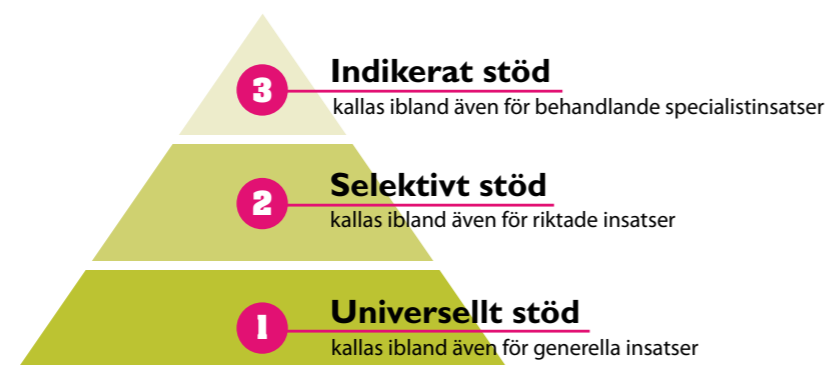 3
Indikerat stöd
kallas ibland även för behandlande specialistinsatser
2
Selektivt stöd
kallas ibland även för riktade insatser
1
Universellt stöd
kallas ibland även för generella insatser